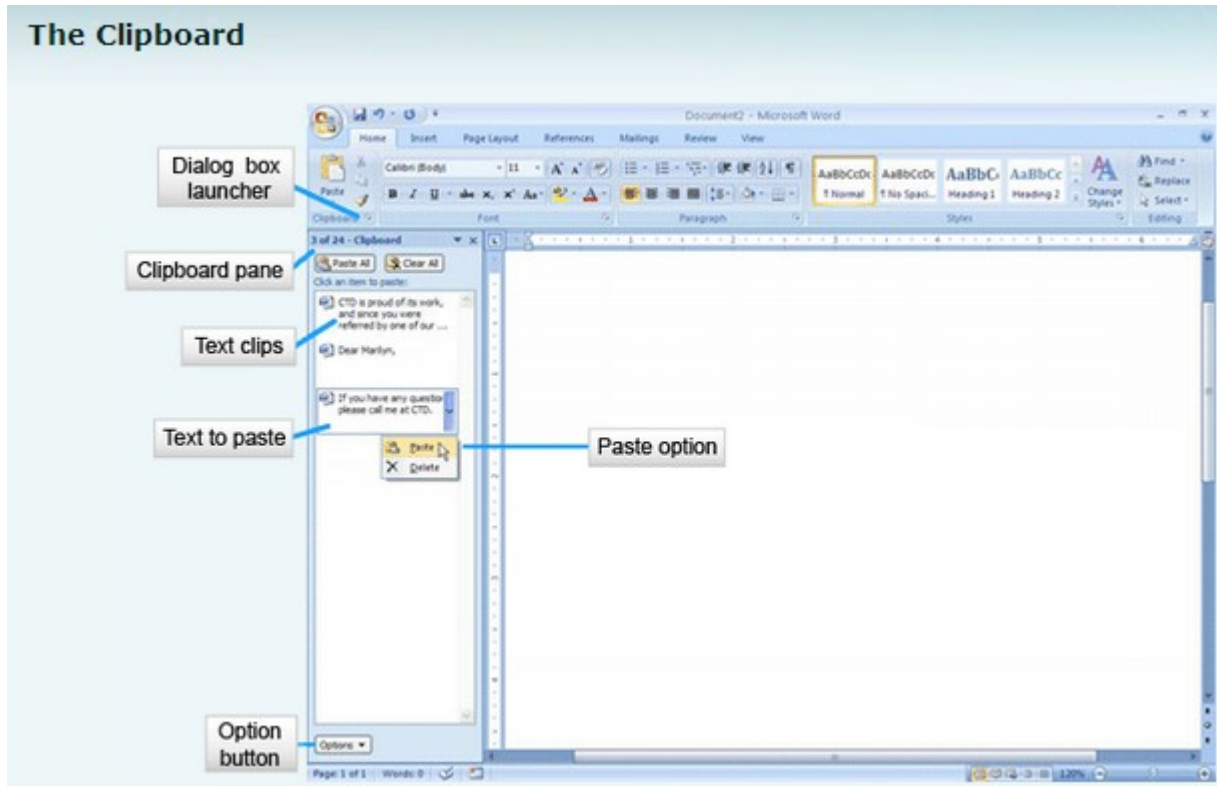 The Clipboard
Document2 - Microsoft Word
Home Insert Page Layout References Mailings Review View
Dialog box
launcher
Calibri (Body) 11
Find
Replace
Select
Paste
B I U abc x₂ x² Aa A
AaBbCcDc AaBbCcDc AaBbC AaBbCc
¶ Normal ¶ No Spaci... Heading 1 Heading 2
Change
Styles
Clipboard Font Paragraph Styles Editing
3 of 24 - Clipboard
Clipboard pane
Paste All Clear All
Click an item to paste:
CTD is proud of its work,
and since you were
referred by one of our ...
Text clips
Dear Marilyn,
If you have any question
please call me at CTD.
Text to paste
Paste
Delete
Paste option
Option
button
Options
Page: 1 of 1 Words: 0 120%